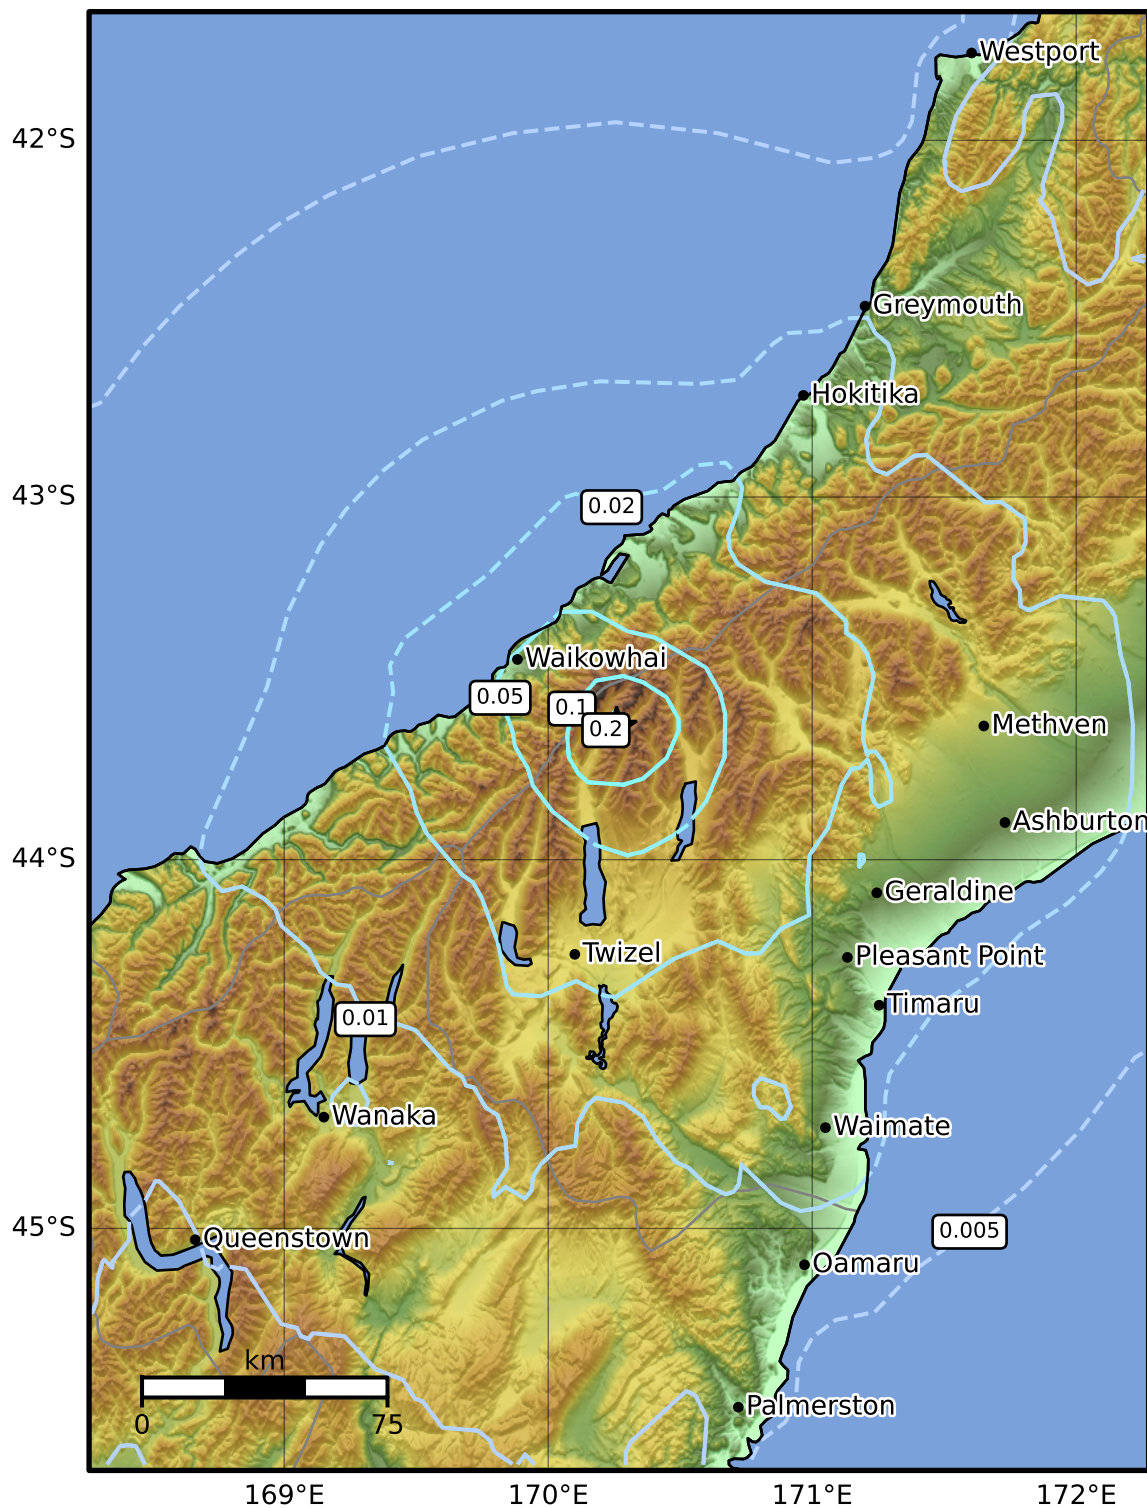 Westport
42°S
Greymouth
Hokitika
43°S
0.02
Waikowhai
0.05
0.1
0.2
Methven
Ashburton
44°S
Geraldine
Twizel
Pleasant Point
Timaru
0.01
Wanaka
Waimate
45°S
Queenstown
0.005
Oamaru
km
0 75
Palmerston
169°E 170°E 171°E 172°E